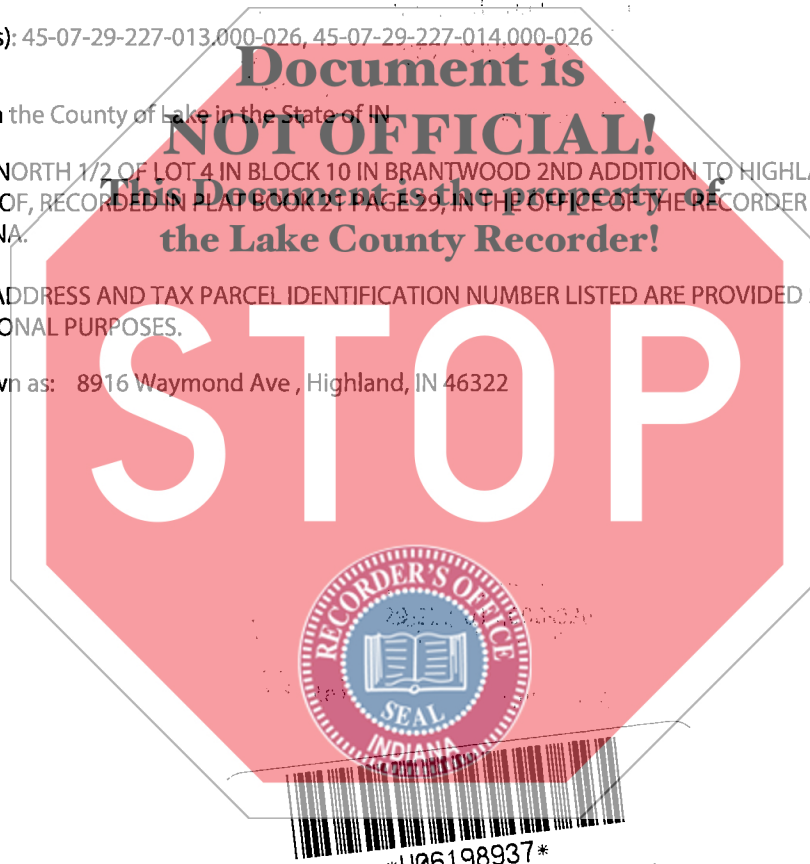 s): 45-07-29-227-013.000-026, 45-07-29-227-014.000-026
Document is
the County of Lake in the State of IN
NOT OFFICIAL!
NORTH 1/2 OF LOT 4 IN BLOCK 10 IN BRANTWOOD 2ND ADDITION TO HIGHLA
This Document is the property of
OF, RECORDED IN PLAT BOOK 21 PAGE 29, IN THE OFFICE OF THE RECORDER
NA.
the Lake County Recorder!
ADDRESS AND TAX PARCEL IDENTIFICATION NUMBER LISTED ARE PROVIDED
ONAL PURPOSES.
STOP
wn as: 8916 Waymond Ave , Highland, IN 46322
RECORDER'S OFFICE
SEAL
INDIANA
*U06198937*